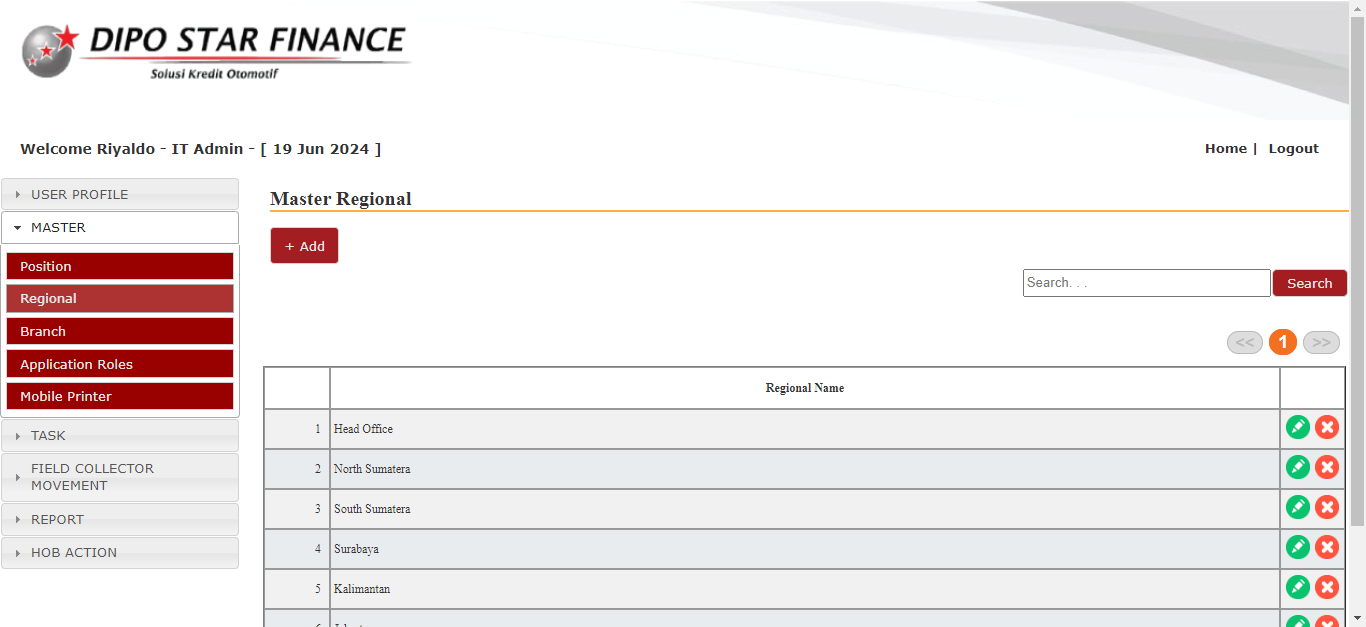 DIPO STAR FINANCE
Solusi Kredit Otomotif
Welcome Riyaldo - IT Admin - [ 19 Jun 2024 ]
Home | Logout
USER PROFILE
MASTER
Position
Regional
Branch
Application Roles
Mobile Printer
TASK
FIELD COLLECTOR
MOVEMENT
REPORT
HOB ACTION
Master Regional
+ Add
Search. . .
Search
<< 1 >>
Regional Name
1 Head Office
2 North Sumatera
3 South Sumatera
4 Surabaya
5 Kalimantan